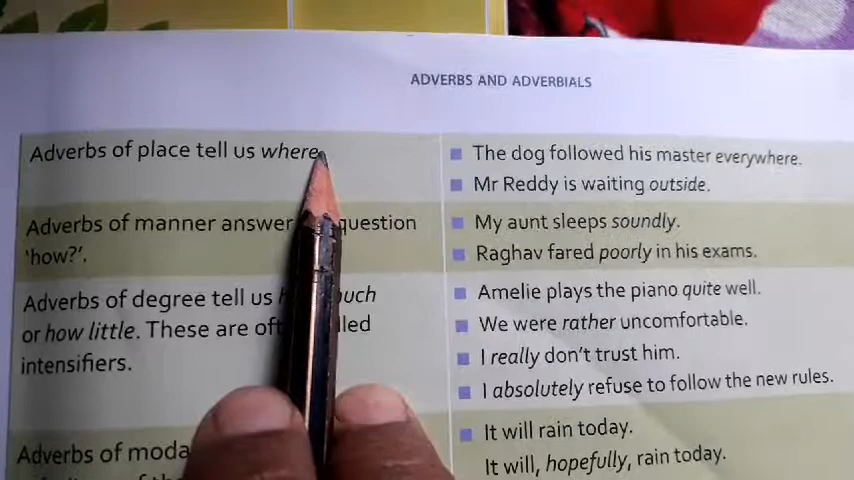 ADVERBS AND ADVERBIALS
Adverbs of place tell us where
Adverbs of manner answer question
'how?'.
Adverbs of degree tell us much
or how little. These are
intensifiers.
Adverbs of
The dog followed his master everywhere.
Mr Reddy is waiting outside.
My aunt sleeps soundly.
Raghav fared poorly in his exams.
Amelie plays the piano quite well.
We were rather uncomfortable.
I really don't trust him.
I absolutely refuse to follow the new rules.
It will rain today.
It will, hopefully, rain today.